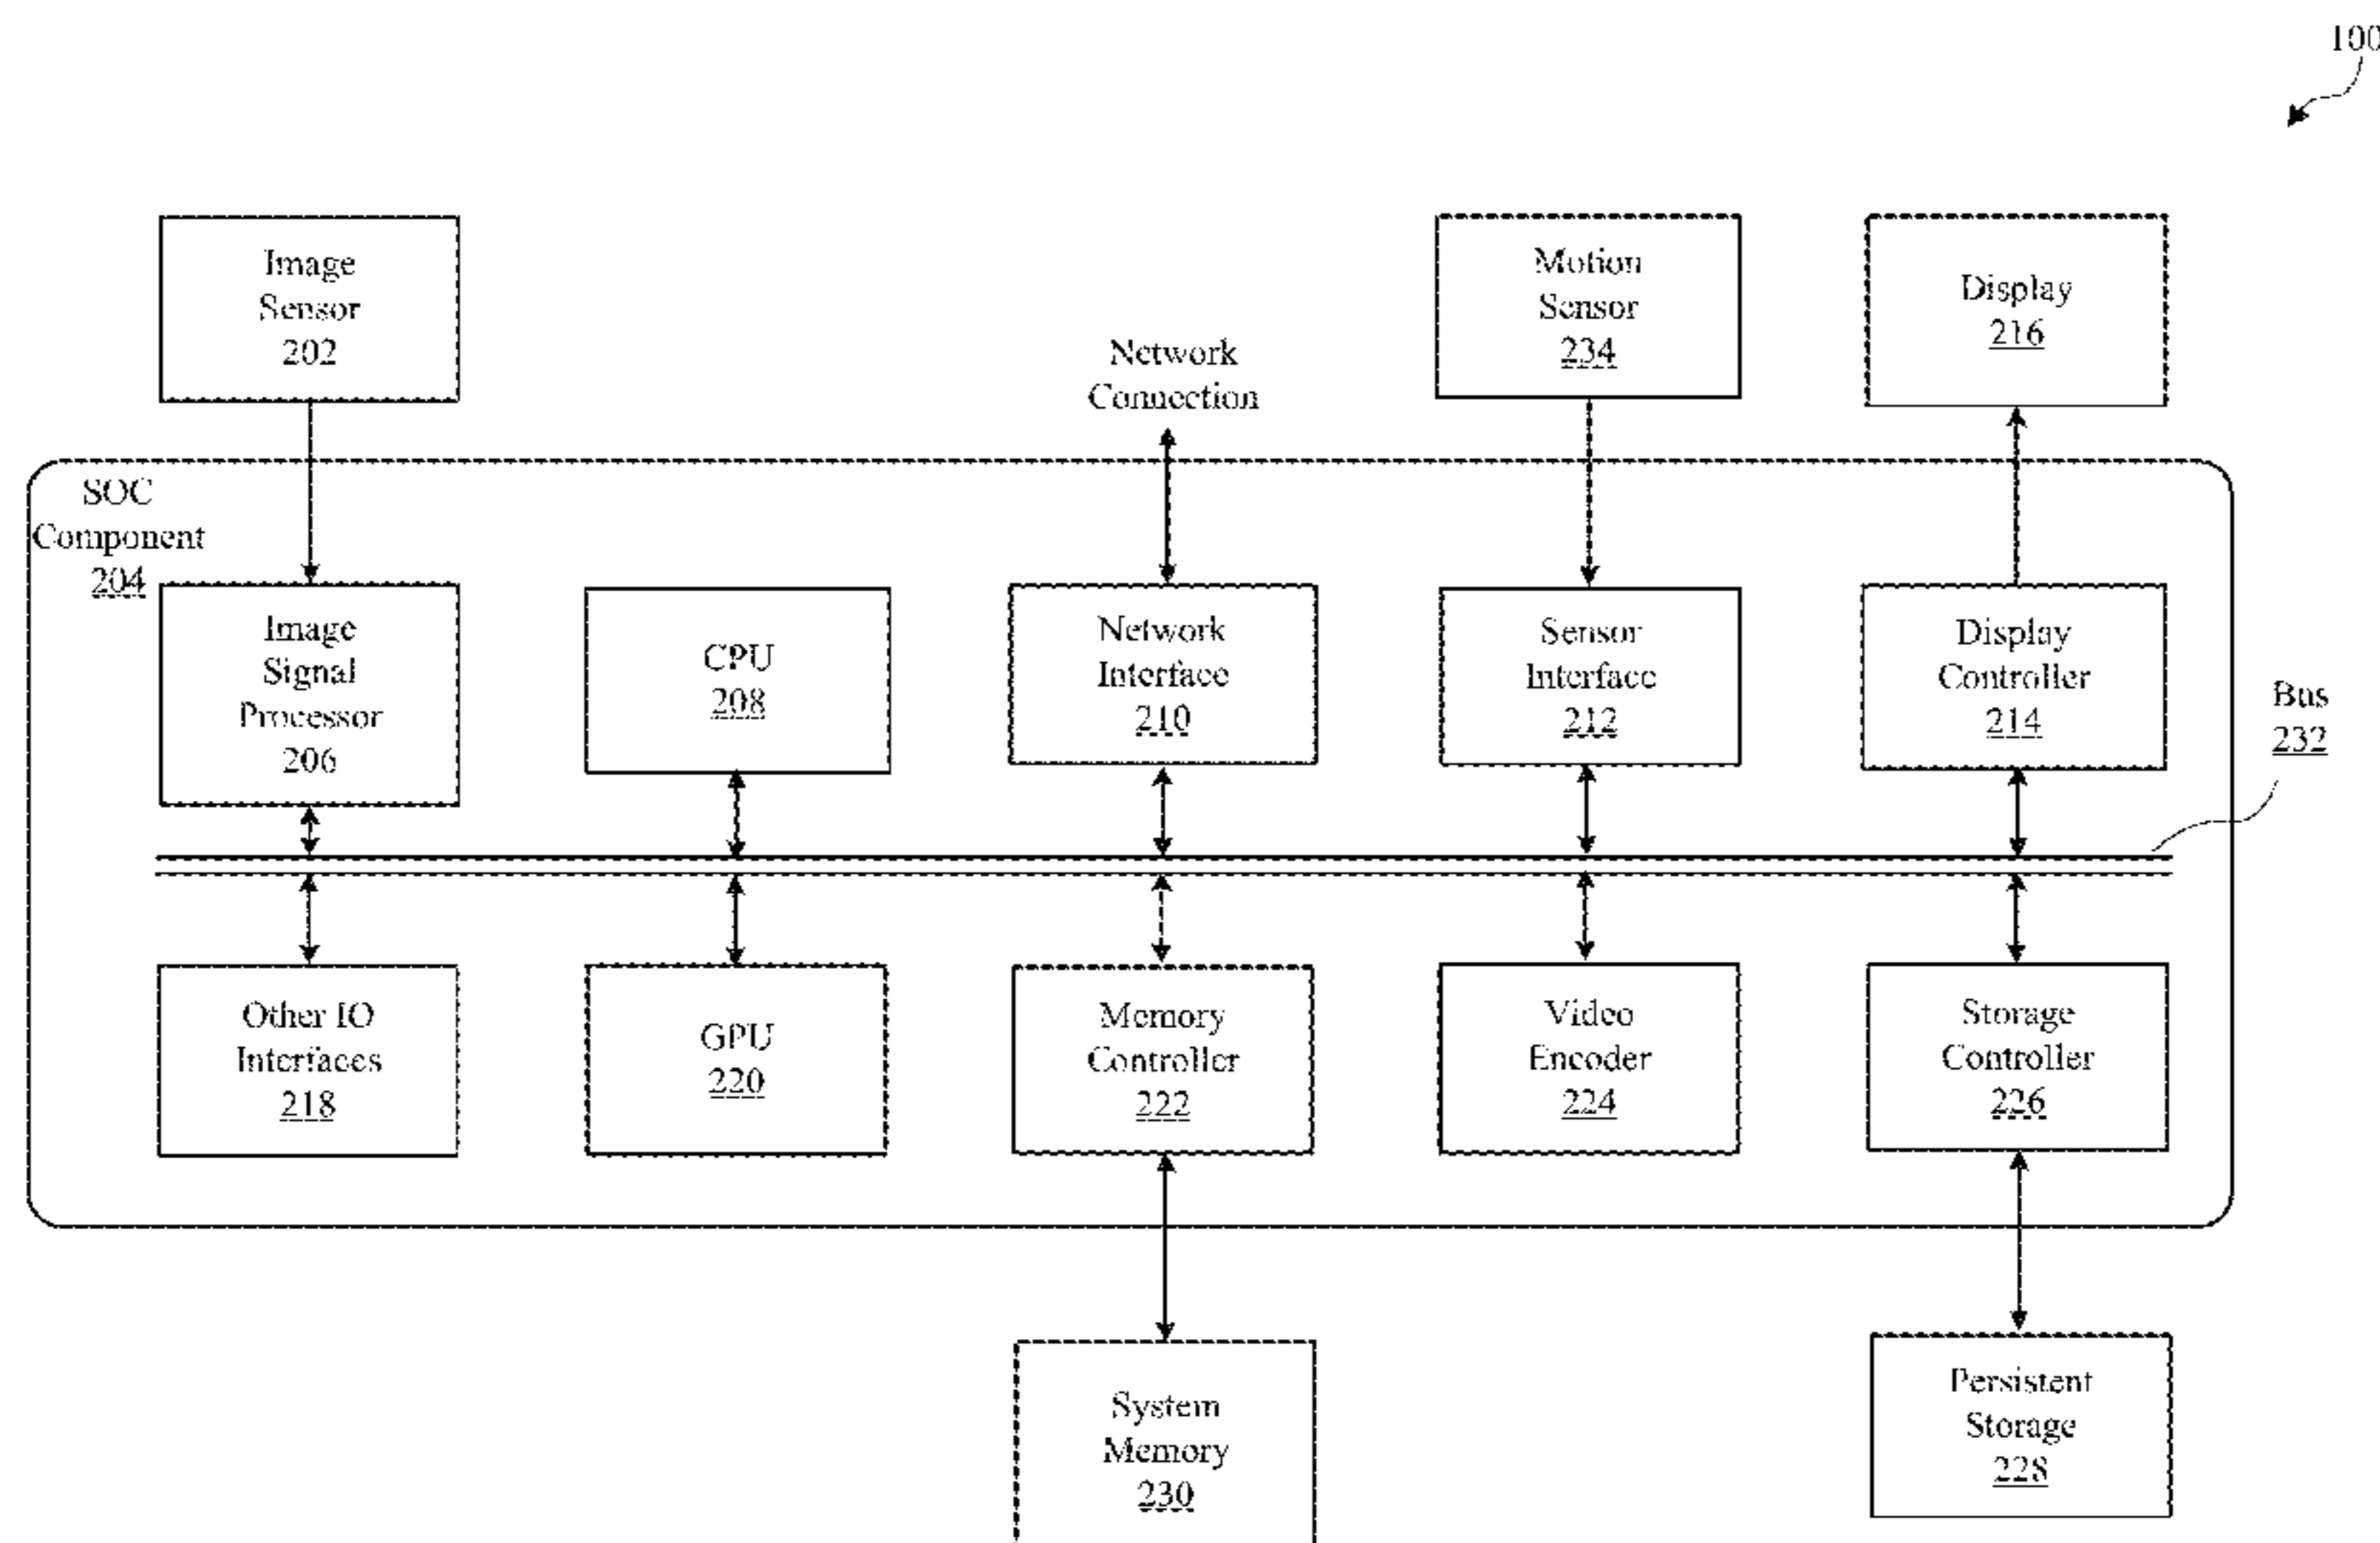 100
Image
Sensor
202
Motion
Sensor
234
Display
216
Network
Connection
SOC
Component
204
Image
Signal
Processor
206
CPU
208
Network
Interface
210
Sensor
Interface
212
Display
Controller
214
Bus
232
Other IO
Interfaces
218
GPU
220
Memory
Controller
222
Video
Encoder
224
Storage
Controller
226
System
Memory
230
Persistent
Storage
228